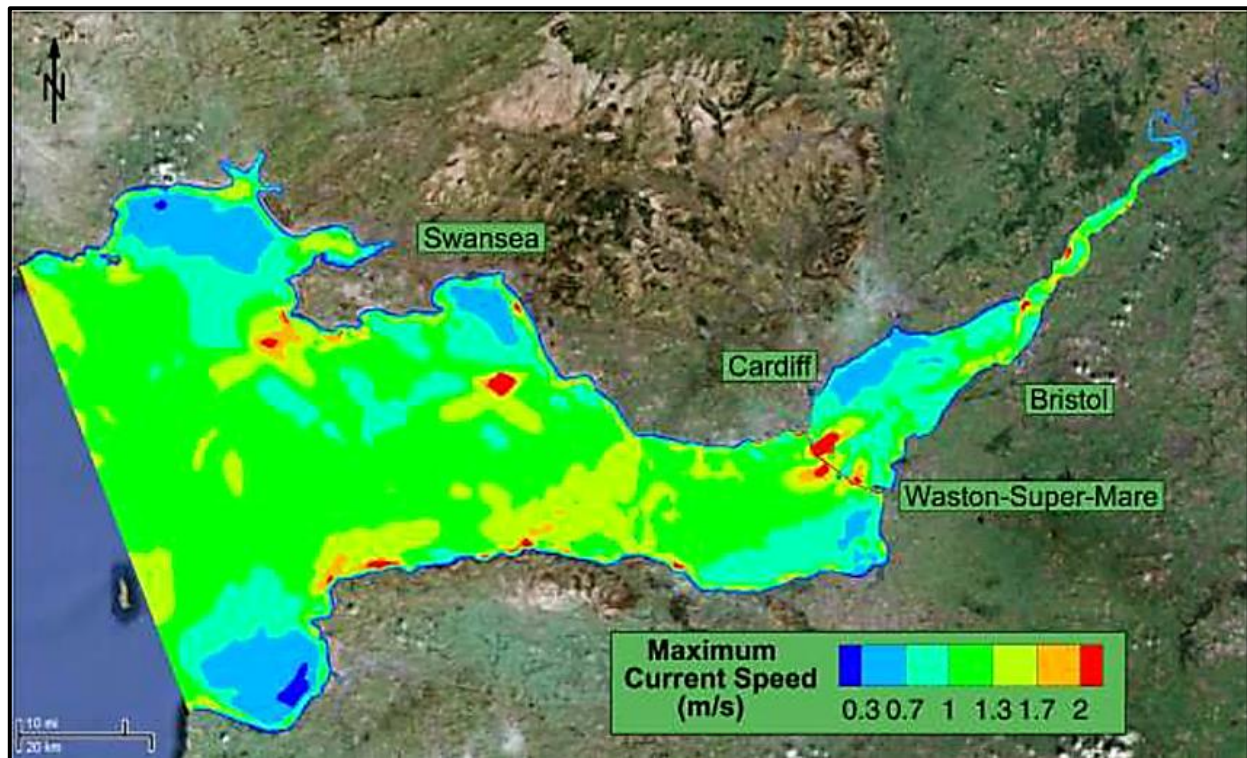 N
Swansea
Cardiff
Bristol
Waston-Super-Mare
Maximum
Current Speed
(m/s)
0.3 0.7 1 1.3 1.7 2
10 mi
20 km